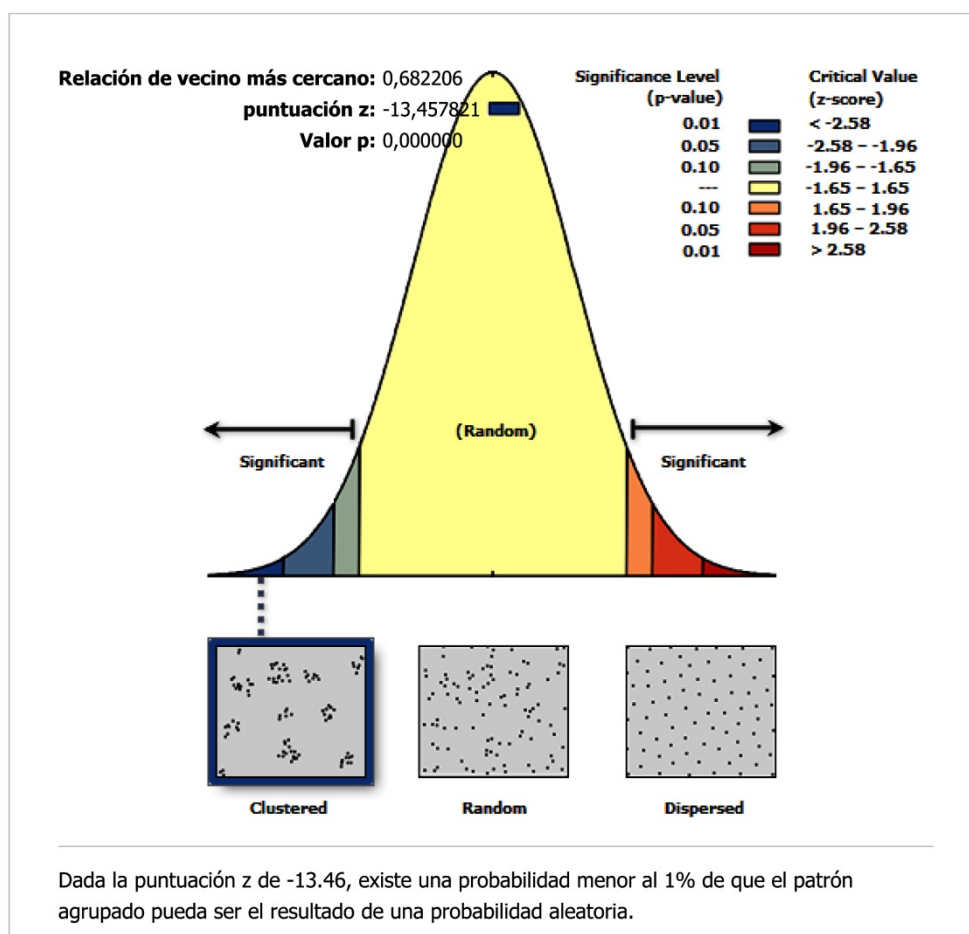 Relación de vecino más cercano: 0,682206
puntuación z: -13,457821
Valor p: 0,000000
Significance Level
(p-value)
Critical Value
(z-score)
0.01 < -2.58
0.05 -2.58 – -1.96
0.10 -1.96 – -1.65
--- -1.65 – 1.65
0.10 1.65 – 1.96
0.05 1.96 – 2.58
0.01 > 2.58
(Random)
Significant
Significant
Clustered
Random
Dispersed
Dada la puntuación z de -13.46, existe una probabilidad menor al 1% de que el patrón
agrupado pueda ser el resultado de una probabilidad aleatoria.